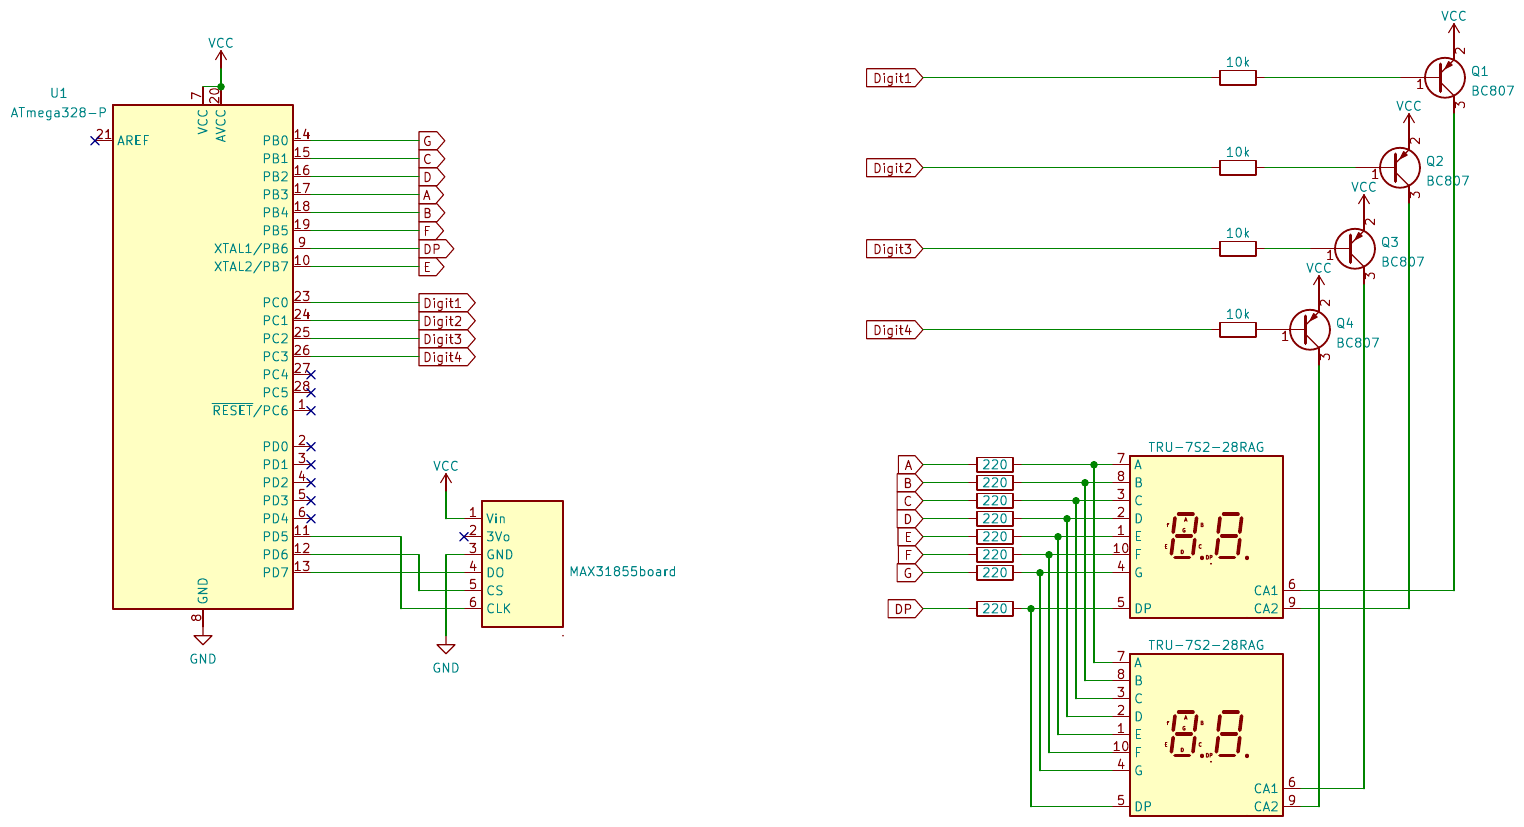 VCC
U1
ATmega328-P
7
20
VCC
AVCC
21
AREF
PB0
14
G
PB1
15
C
PB2
16
D
PB3
17
A
PB4
18
B
PB5
19
F
XTAL1/PB6
9
DP
XTAL2/PB7
10
E
PC0
23
Digit1
PC1
24
Digit2
PC2
25
Digit3
PC3
26
Digit4
PC4
27
PC5
28
RESET/PC6
1
PD0
2
PD1
3
PD2
4
PD3
5
PD4
6
PD5
11
PD6
12
PD7
13
GND
8
GND
VCC
1
Vin
2
3Vo
3
GND
4
DO
5
CS
6
CLK
MAX31855board
GND
VCC
Digit1
10k
1
2
3
Q1
BC807
VCC
Digit2
10k
1
2
3
Q2
BC807
VCC
Digit3
10k
1
2
3
Q3
BC807
VCC
Digit4
10k
1
2
3
Q4
BC807
TRU-7S2-28RAG
A
220
7
A
B
220
8
B
C
220
3
C
D
220
2
D
E
220
1
E
F
220
10
F
G
220
4
G
DP
220
5
DP
A
F
B
G
E
C
D
DP
CA1
6
CA2
9
TRU-7S2-28RAG
7
A
8
B
3
C
2
D
1
E
10
F
4
G
5
DP
A
F
B
G
E
C
D
DP
CA1
6
CA2
9